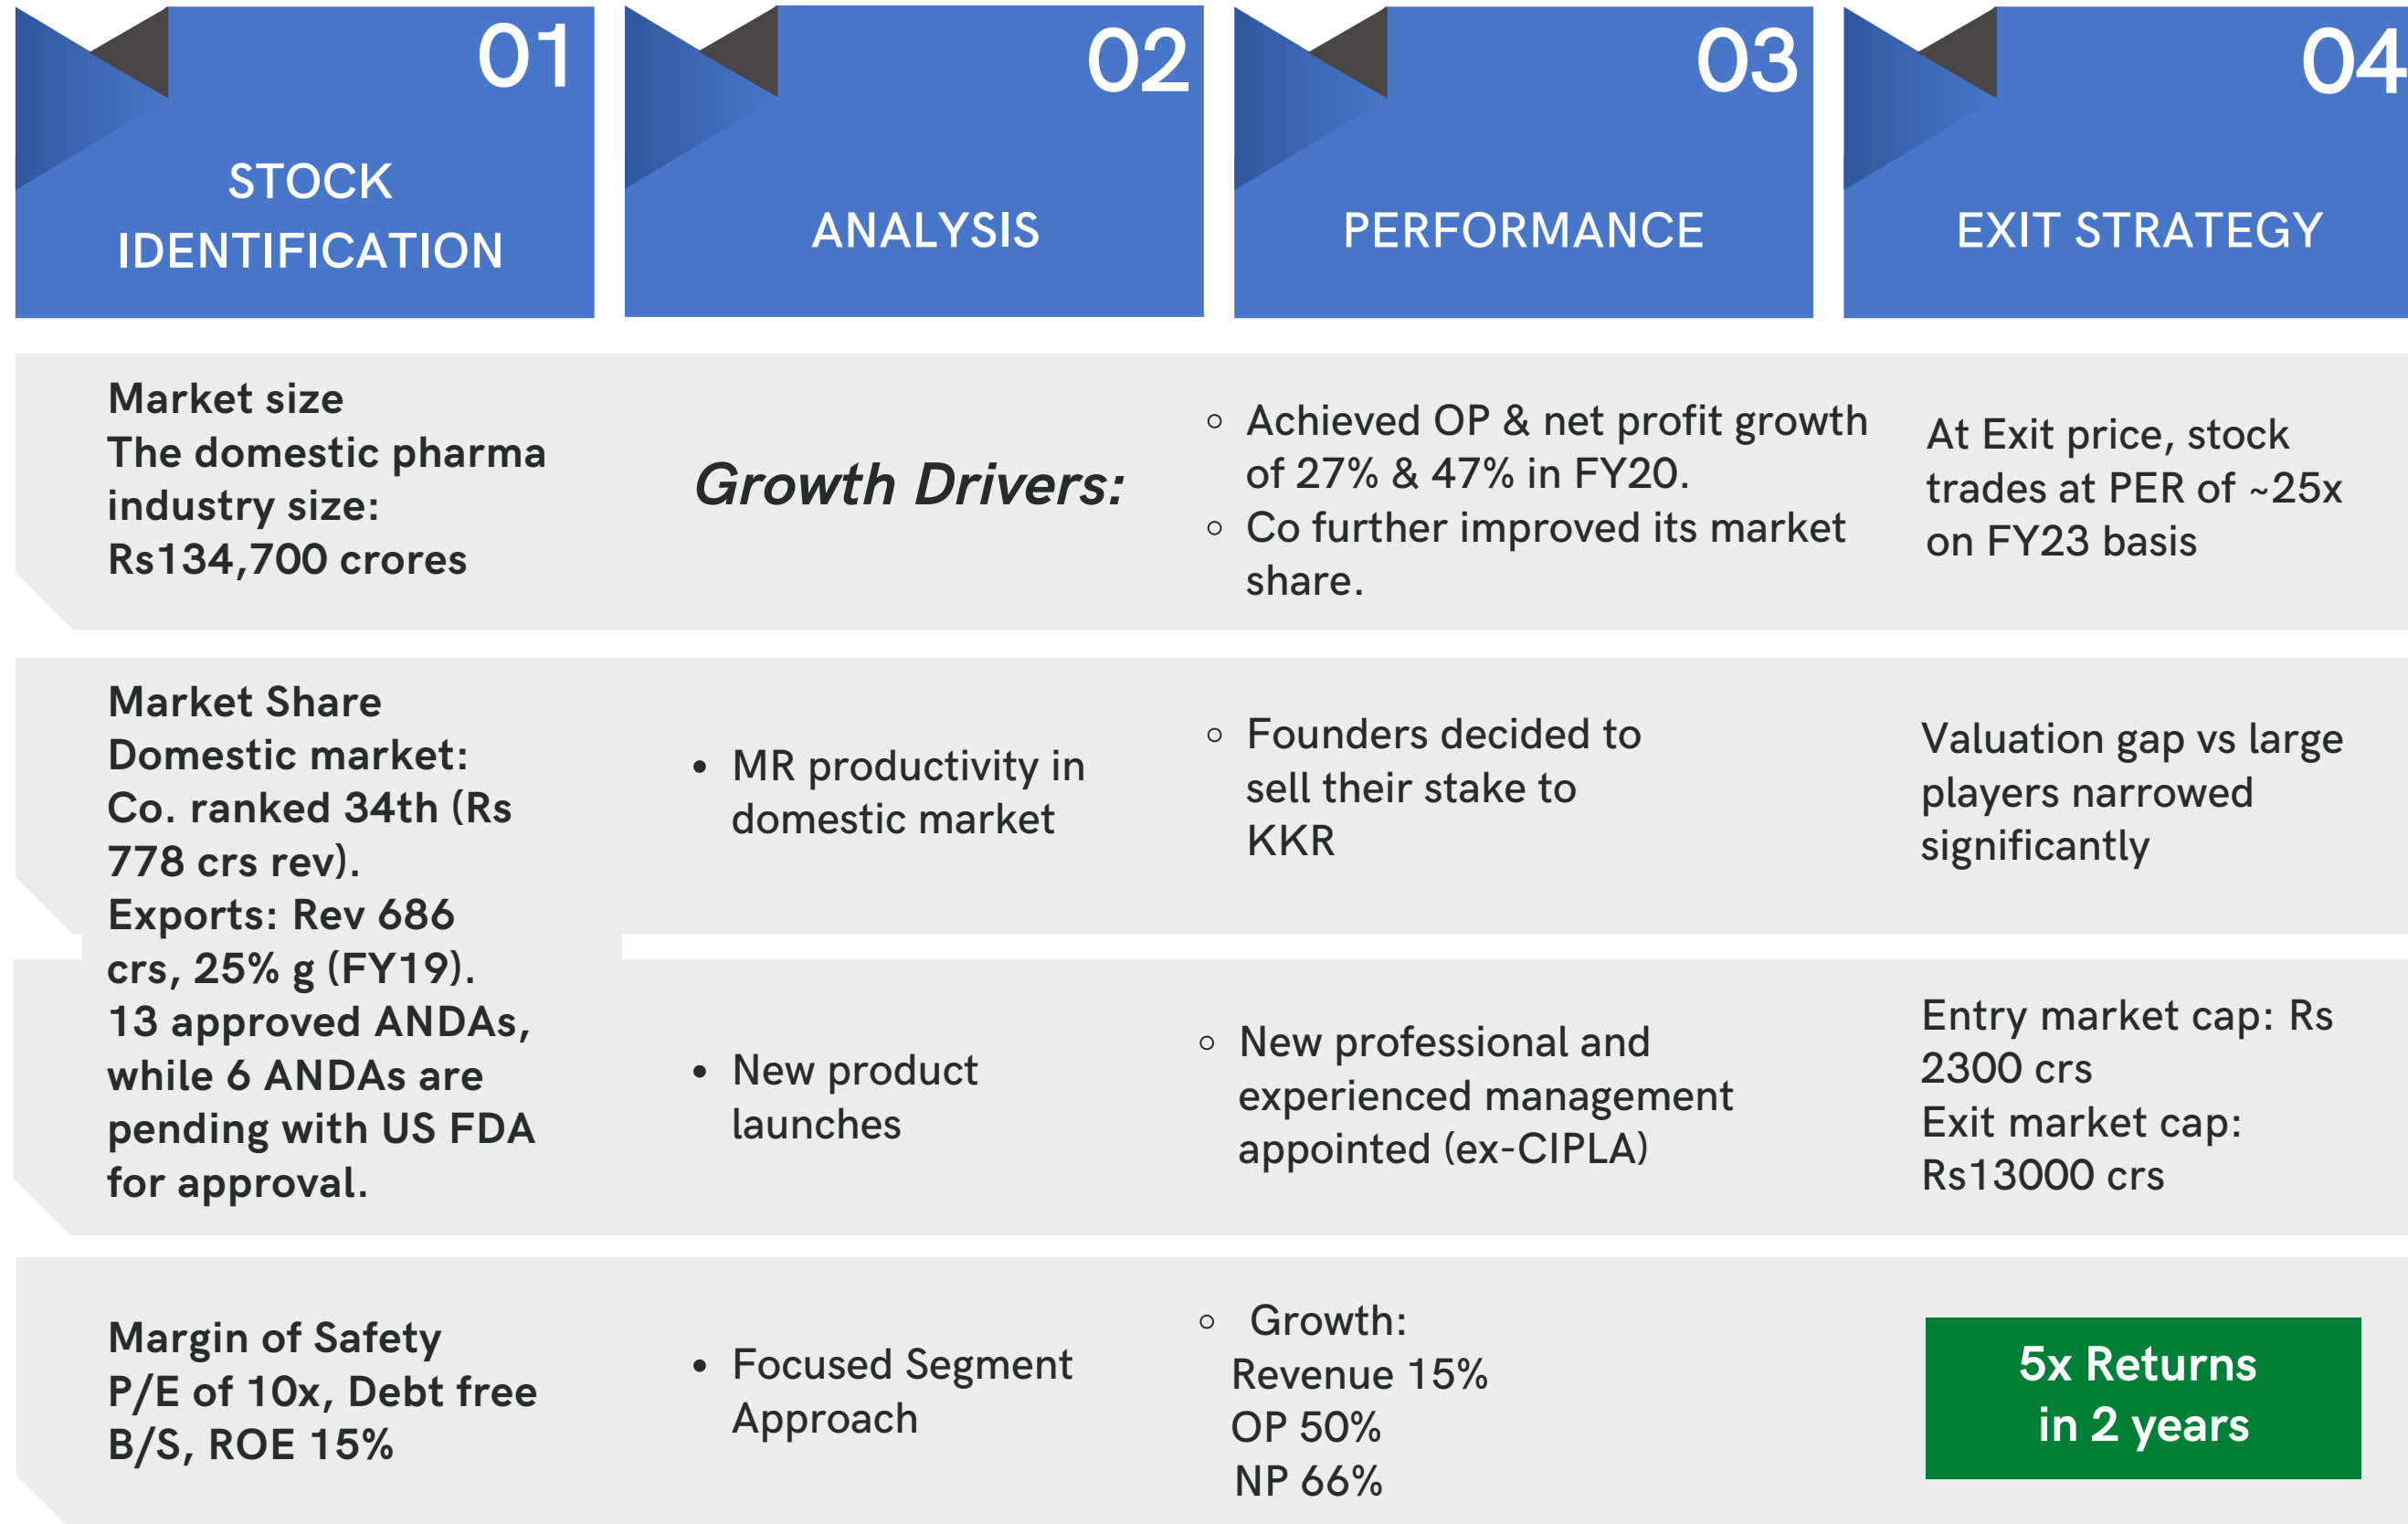 01
STOCK
IDENTIFICATION
02
ANALYSIS
03
PERFORMANCE
04
EXIT STRATEGY
Market size
The domestic pharma
industry size:
Rs134,700 crores
Growth Drivers:
Achieved OP & net profit growth
of 27% & 47% in FY20.
Co further improved its market
share.
At Exit price, stock
trades at PER of ~25x
on FY23 basis
Market Share
Domestic market:
Co. ranked 34th (Rs
778 crs rev).
Exports: Rev 686
crs, 25% g (FY19).
13 approved ANDAs,
while 6 ANDAs are
pending with US FDA
for approval.
• MR productivity in
domestic market
Founders decided to
sell their stake to
KKR
Valuation gap vs large
players narrowed
significantly
• New product
launches
New professional and
experienced management
appointed (ex-CIPLA)
Entry market cap: Rs
2300 crs
Exit market cap:
Rs13000 crs
Margin of Safety
P/E of 10x, Debt free
B/S, ROE 15%
• Focused Segment
Approach
Growth:
Revenue 15%
OP 50%
NP 66%
5x Returns
in 2 years